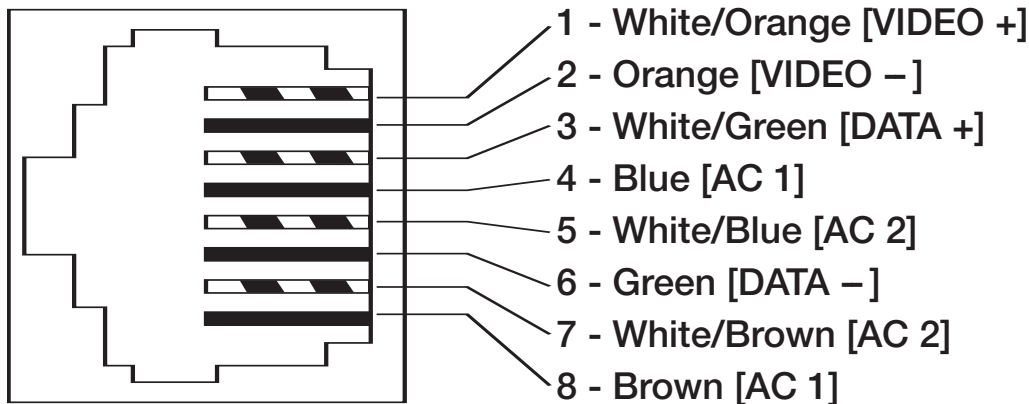 1 - White/Orange [VIDEO +]
2 - Orange [VIDEO – ]
3 - White/Green [DATA +]
4 - Blue [AC 1]
5 - White/Blue [AC 2]
6 - Green [DATA – ]
7 - White/Brown [AC 2]
8 - Brown [AC 1]